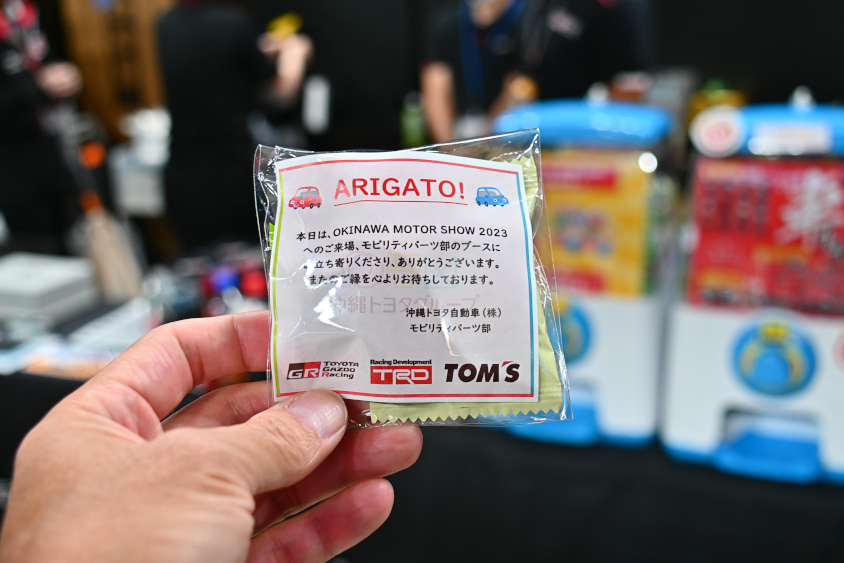 ARIGATO!
本日は、OKINAWA MOTOR SHOW 2023
へのご来場、モビリティパーツ部のブースに
立ち寄りくださり、ありがとうございます。
またのご縁を心よりお待ちしております。
沖縄トヨタグループ
沖縄トヨタ自動車（株）
モビリティパーツ部
GR TOYOTA GAZOO Racing
Racing Development
TRD
TOM'S